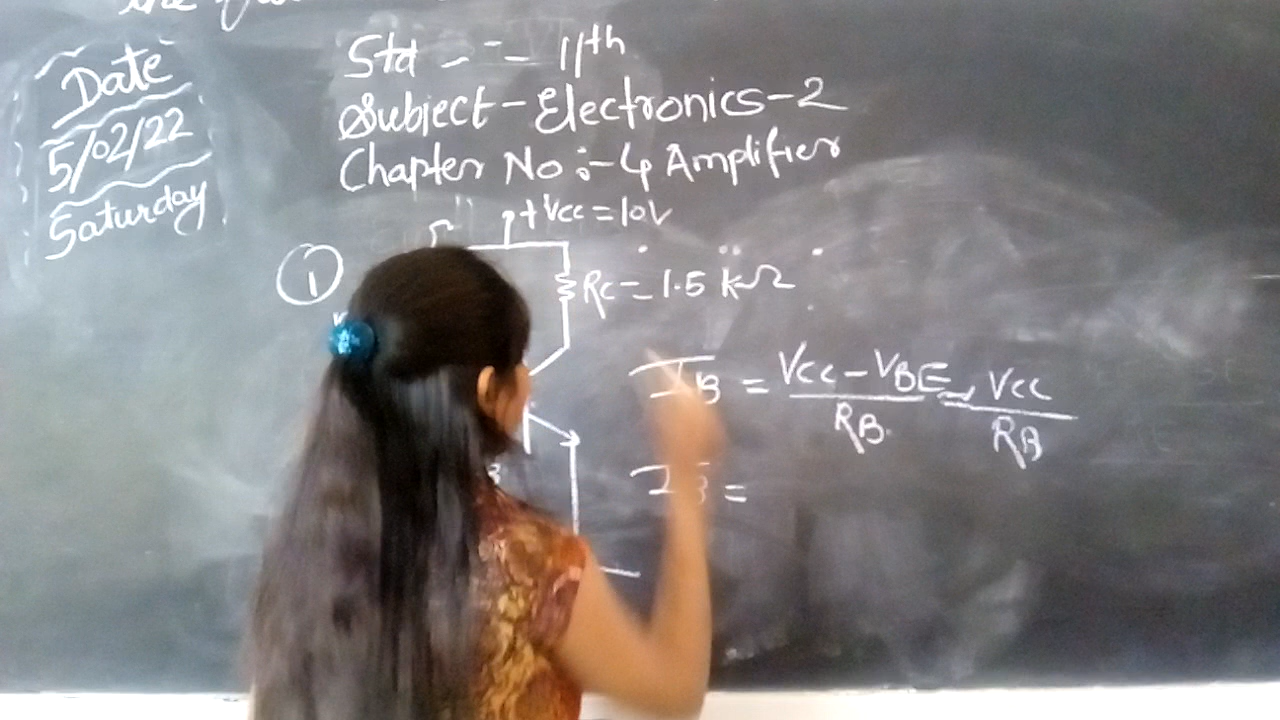 the
Date
5/02/22
Saturday
Std - - - 11th
Subject - Electronics - 2
Chapter No :- 4 Amplifier
+Vcc = 10V
1
Rc = 1.5 kΩ
IB = Vcc - VBE / RB ≈ Vcc / RB
IB =